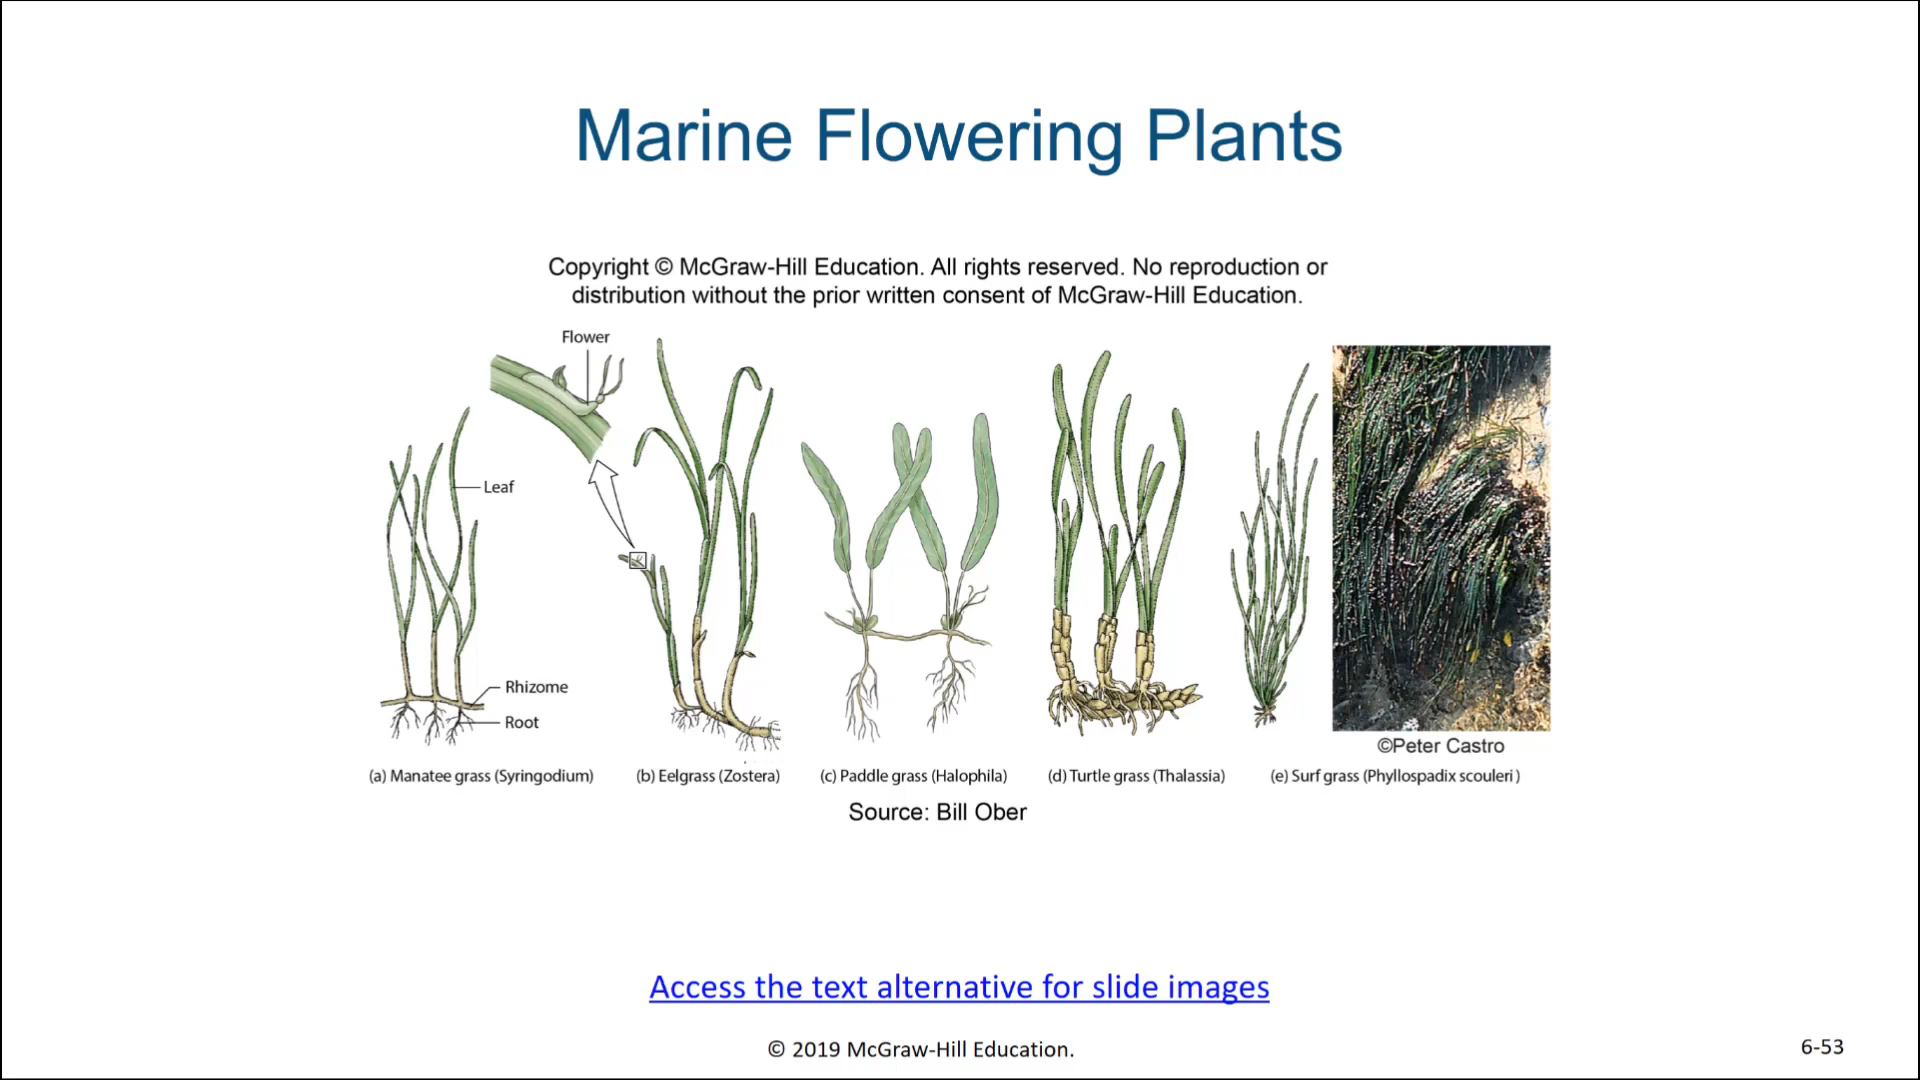 Marine Flowering Plants
Copyright © McGraw-Hill Education. All rights reserved. No reproduction or
distribution without the prior written consent of McGraw-Hill Education.
Flower
Leaf
Rhizome
Root
©Peter Castro
(a) Manatee grass (Syringodium)
(b) Eelgrass (Zostera)
(c) Paddle grass (Halophila)
(d) Turtle grass (Thalassia)
(e) Surf grass (Phyllospadix scouleri)
Source: Bill Ober
Access the text alternative for slide images
© 2019 McGraw-Hill Education.
6-53